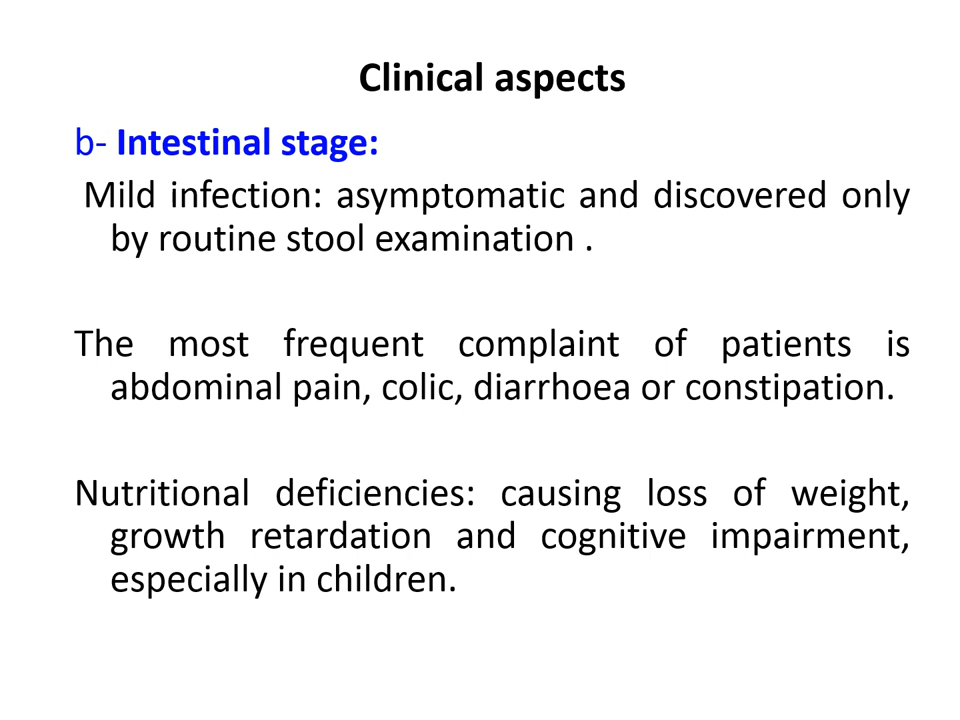 Clinical aspects
b- Intestinal stage:
Mild infection: asymptomatic and discovered only
by routine stool examination .
The most frequent complaint of patients is
abdominal pain, colic, diarrhoea or constipation.
Nutritional deficiencies: causing loss of weight,
growth retardation and cognitive impairment,
especially in children.